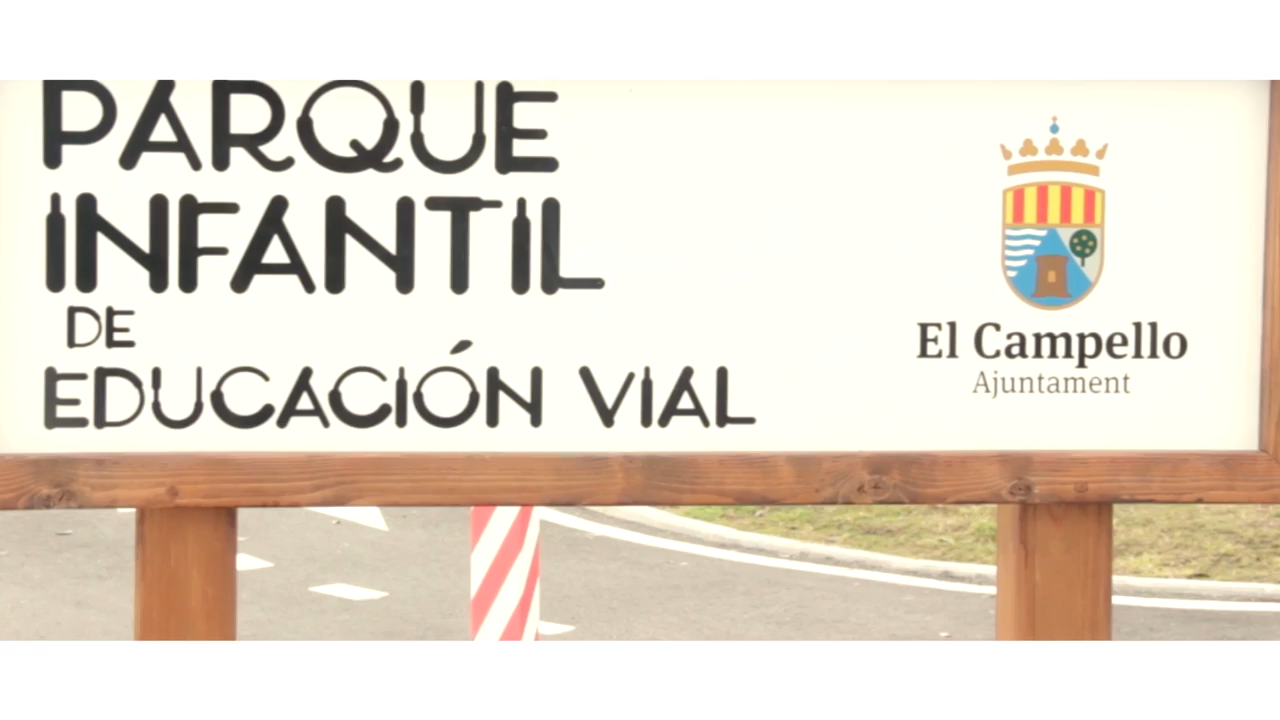 PARQUE
INFANTIL
DE
EDUCACIÓN VIAL
El Campello
Ajuntament